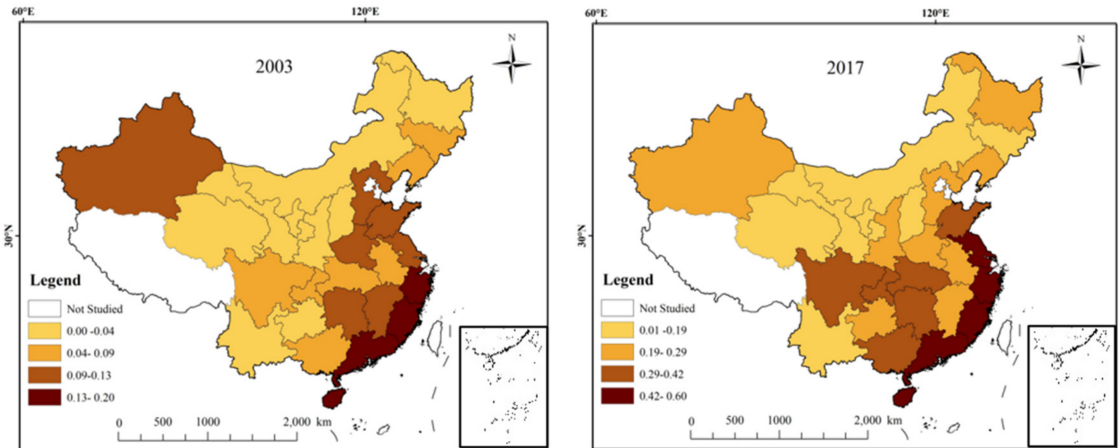 60°E
120°E
2003
N
30°N
Legend
Not Studied
0.00 -0.04
0.04- 0.09
0.09-0.13
0.13- 0.20
0 500 1000 2,000 km
60°E
120°E
2017
N
30°N
Legend
Not Studied
0.01 -0.19
0.19- 0.29
0.29-0.42
0.42- 0.60
0 500 1000 2,000 km